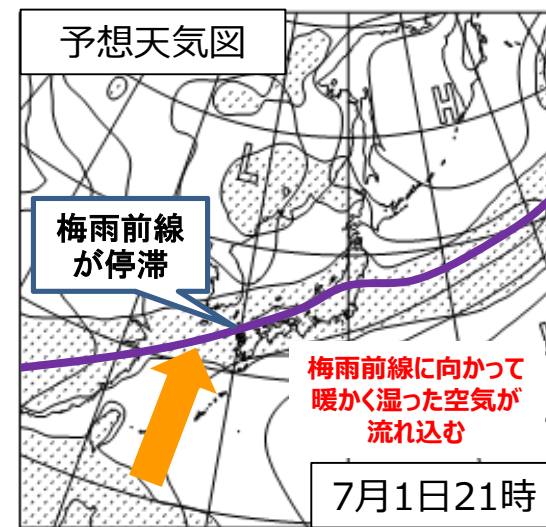 予想天気図
H
L
梅雨前線
が停滞
梅雨前線に向かって
暖かく湿った空気が
流れ込む
7月1日21時